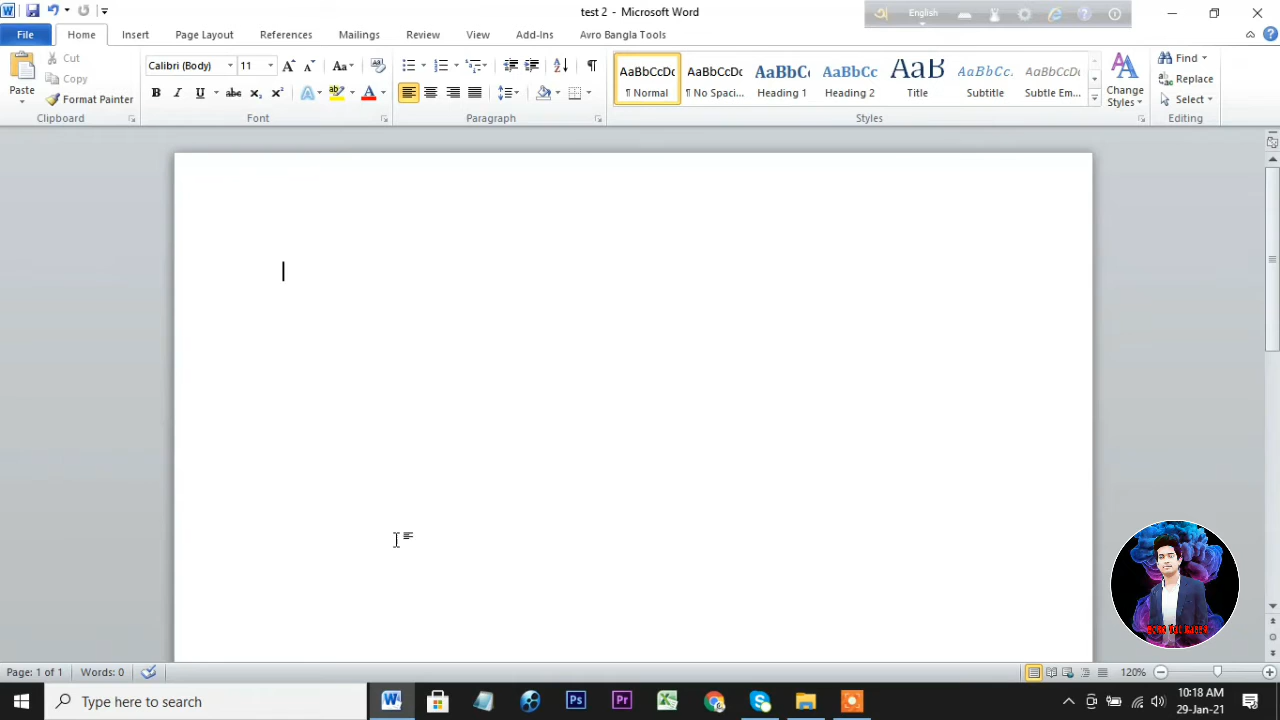 test 2 - Microsoft Word
English
File Home Insert Page Layout References Mailings Review View Add-Ins Avro Bangla Tools
Paste
Cut
Copy
Format Painter
Clipboard
Calibri (Body) 11
Font
Paragraph
AaBbCcDc AaBbCcDc AaBbCc AaBbCc AaB AaBbCc. AaBbCcDc
¶ Normal ¶ No Spaci... Heading 1 Heading 2 Title Subtitle Subtle Em...
Change
Styles
Styles
Find
Replace
Select
Editing
Page: 1 of 1 Words: 0 120%
Type here to search
Ps Pr
10:18 AM
29-Jan-21